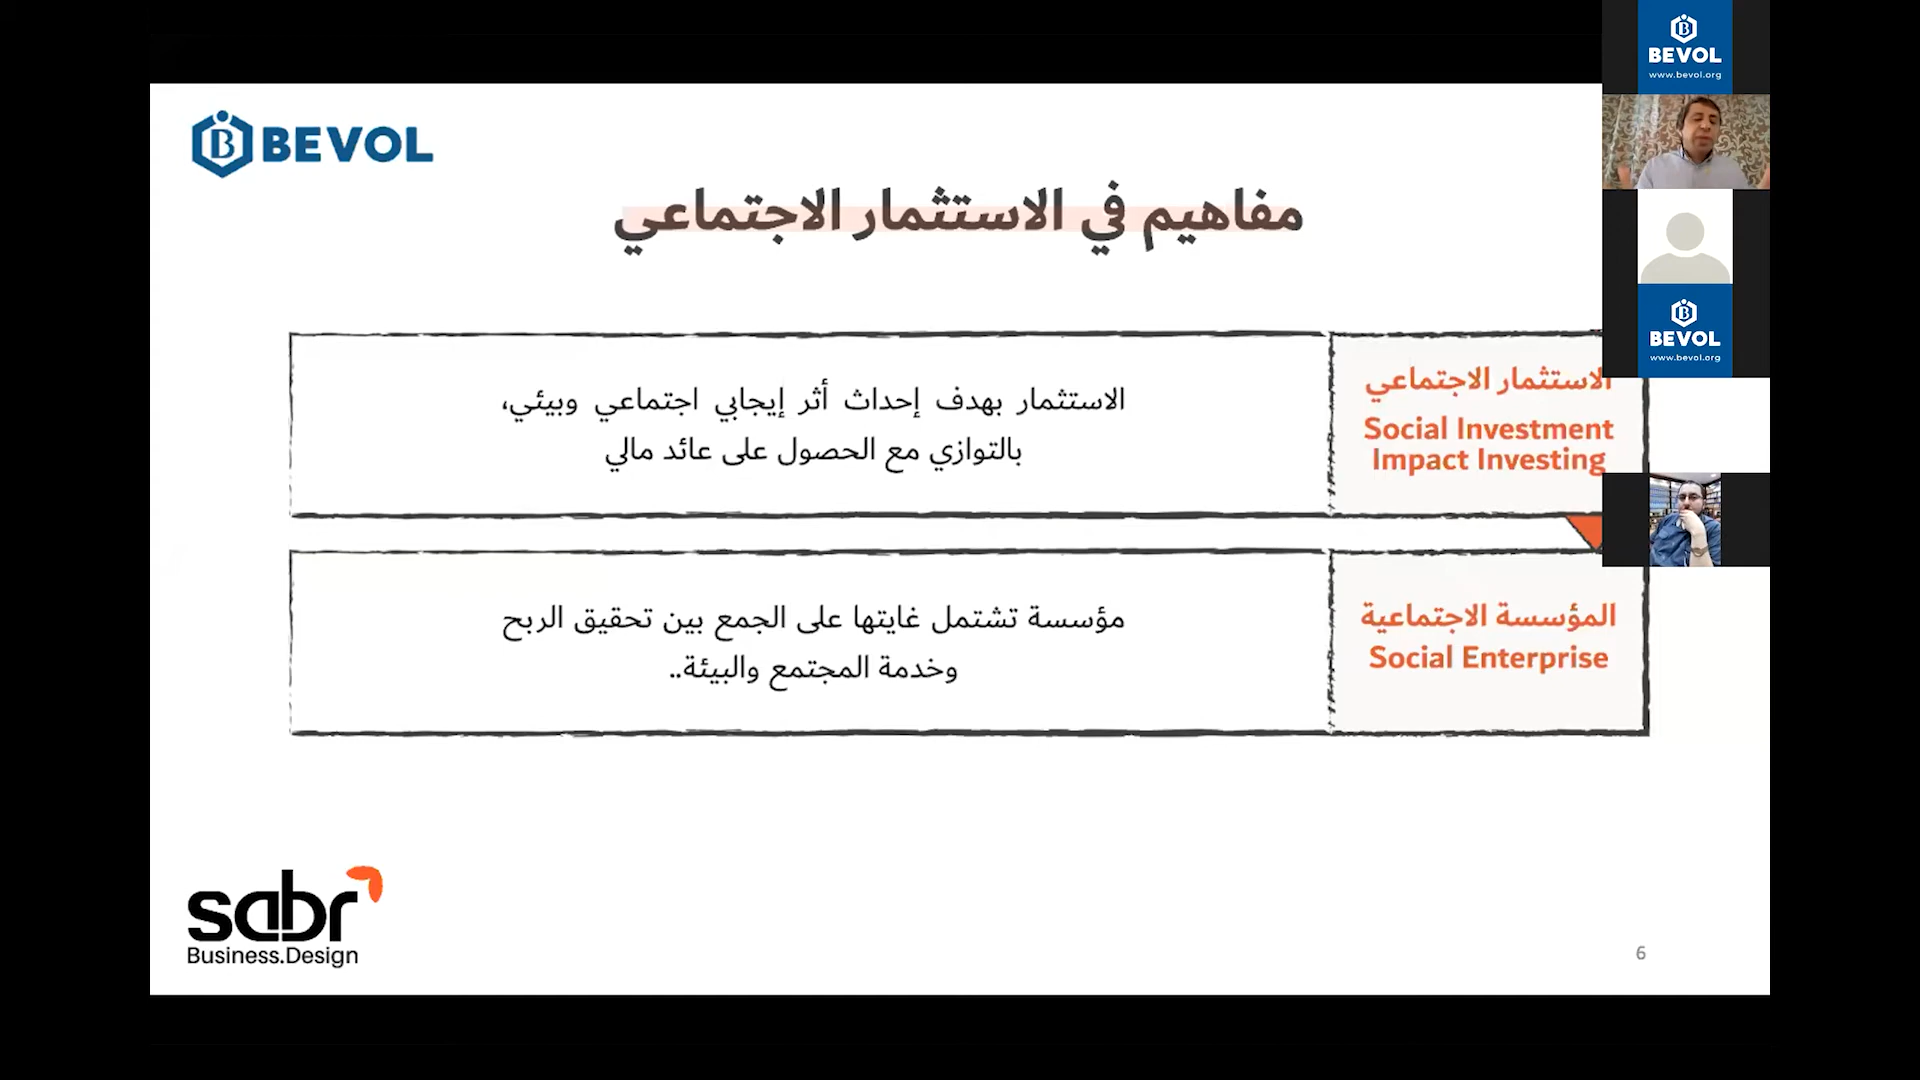 BEVOL
مفاهيم في الاستثمار الاجتماعي
الاستثمار الاجتماعي
Social Investment
Impact Investing
الاستثمار بهدف إحداث أثر إيجابي اجتماعي وبيئي،
بالتوازي مع الحصول على عائد مالي
المؤسسة الاجتماعية
Social Enterprise
مؤسسة تشتمل غايتها على الجمع بين تحقيق الربح
وخدمة المجتمع والبيئة..
sabr
Business.Design
6
BEVOL
www.bevol.org
BEVOL
www.bevol.org